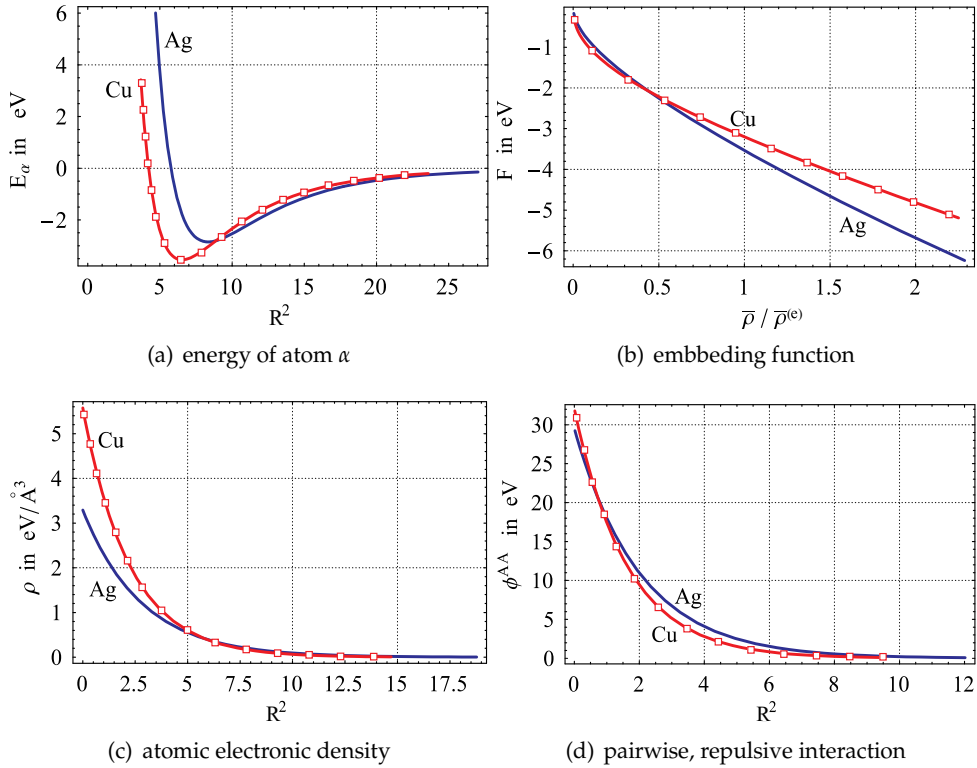 6
4
2
0
−2
E_α in eV
Ag
Cu
0 5 10 15 20 25
R²
(a) energy of atom α
−1
−2
−3
−4
−5
−6
F in eV
Cu
Ag
0 0.5 1 1.5 2
ρ̅ / ρ̅⁽ᵉ⁾
(b) embbeding function
5
4
3
2
1
0
ρ in eV/Å³
Cu
Ag
0 2.5 5 7.5 10 12.5 15 17.5
R²
(c) atomic electronic density
30
25
20
15
10
5
0
ϕ^AA in eV
Ag
Cu
0 2 4 6 8 10 12
R²
(d) pairwise, repulsive interaction